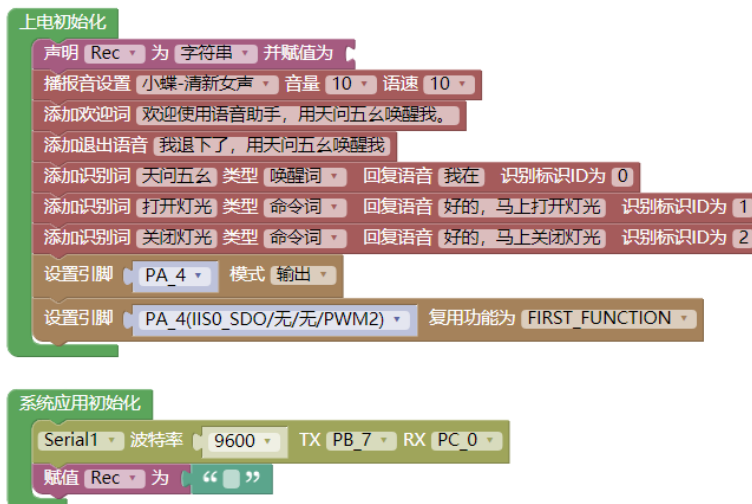 上电初始化
声明 Rec 为 字符串 并赋值为
播报音设置 小蝶-清新女声 音量 10 语速 10
添加欢迎词 欢迎使用语音助手，用天问五幺唤醒我。
添加退出语音 我退下了，用天问五幺唤醒我
添加识别词 天问五幺 类型 唤醒词 回复语音 我在 识别标识ID为 0
添加识别词 打开灯光 类型 命令词 回复语音 好的，马上打开灯光 识别标识ID为 1
添加识别词 关闭灯光 类型 命令词 回复语音 好的，马上关闭灯光 识别标识ID为 2
设置引脚 PA_4 模式 输出
设置引脚 PA_4(IIS0_SDO/无/无/PWM2) 复用功能为 FIRST_FUNCTION
系统应用初始化
Serial1 波特率 9600 TX PB_7 RX PC_0
赋值 Rec 为 “ ”